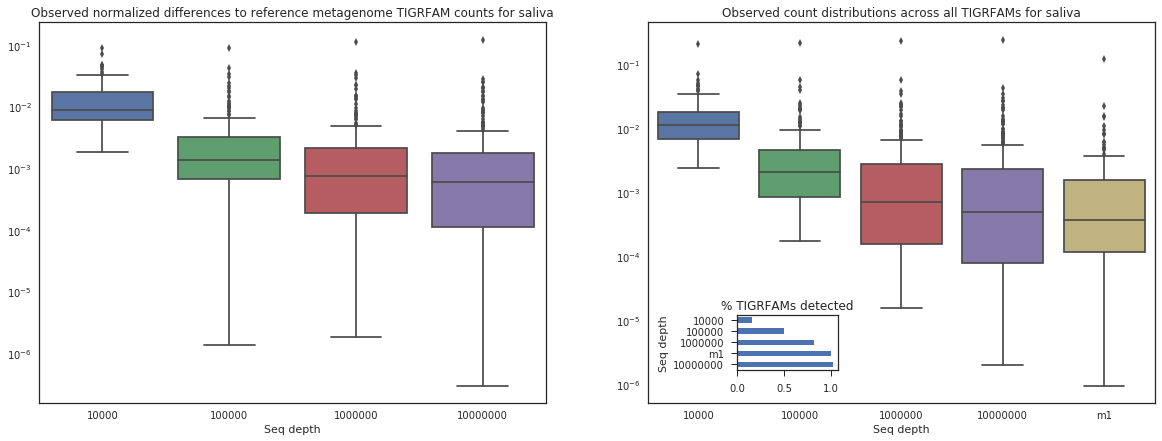 Observed normalized differences to reference metagenome TIGRFAM counts for saliva
10⁻¹
10⁻²
10⁻³
10⁻⁴
10⁻⁵
10⁻⁶
10000 100000 1000000 10000000
Seq depth
Observed count distributions across all TIGRFAMs for saliva
10⁻¹
10⁻²
10⁻³
10⁻⁴
10⁻⁵
10⁻⁶
% TIGRFAMs detected
Seq depth
10000
100000
1000000
m1
10000000
0.0 0.5 1.0
10000 100000 1000000 10000000 m1
Seq depth